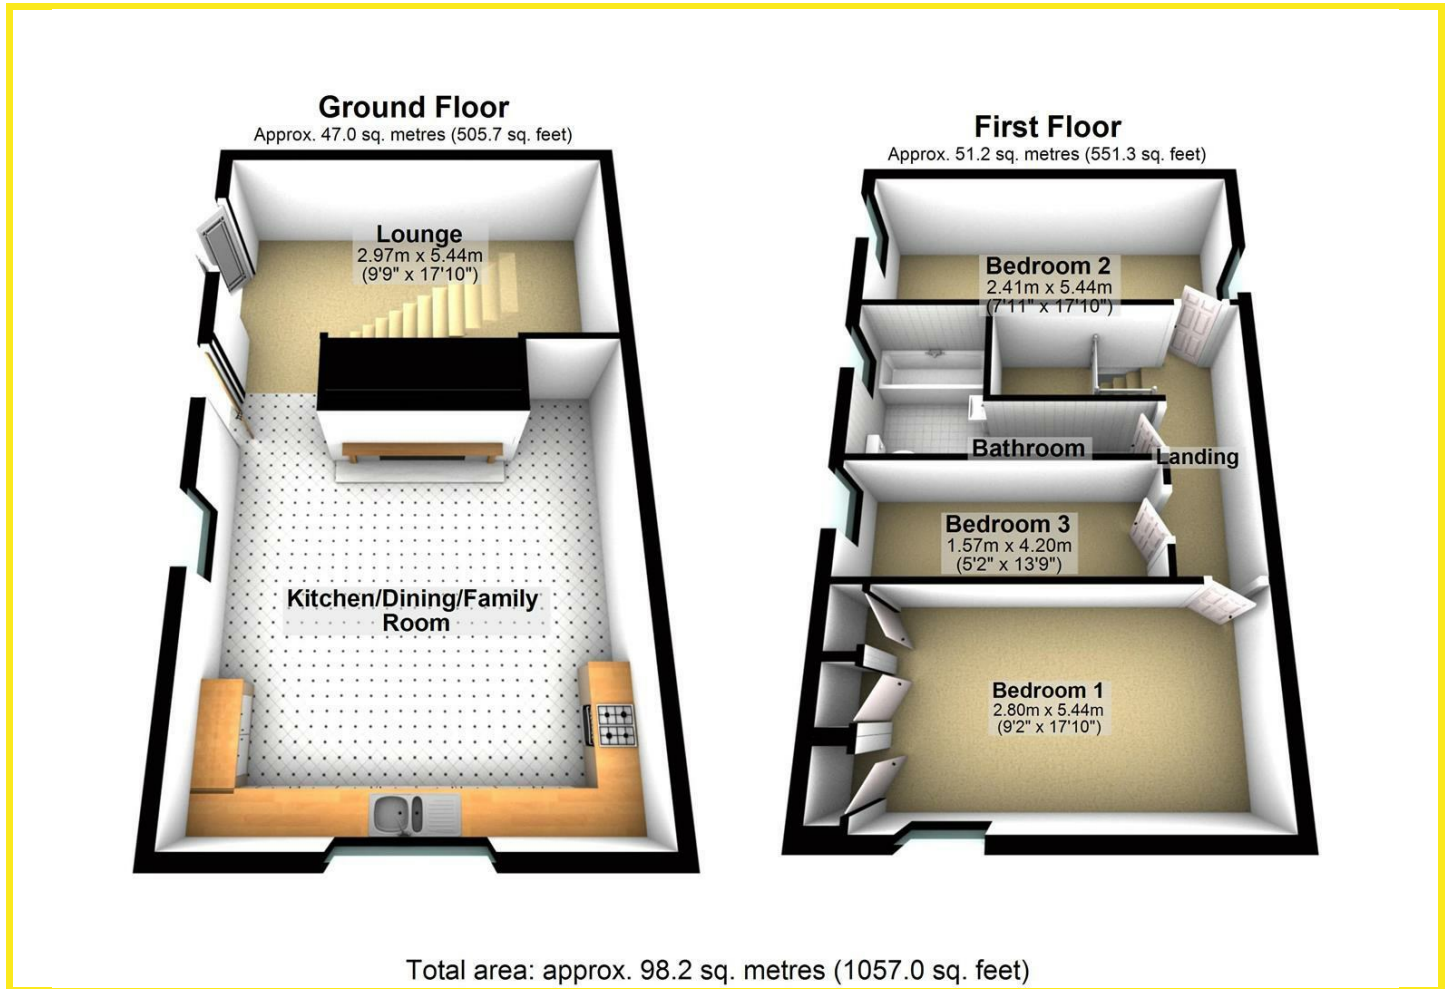 Ground Floor
Approx. 47.0 sq. metres (505.7 sq. feet)
Lounge
2.97m x 5.44m
(9'9" x 17'10")
Kitchen/Dining/Family
Room
First Floor
Approx. 51.2 sq. metres (551.3 sq. feet)
Bedroom 2
2.41m x 5.44m
(7'11" x 17'10")
Bathroom
Landing
Bedroom 3
1.57m x 4.20m
(5'2" x 13'9")
Bedroom 1
2.80m x 5.44m
(9'2" x 17'10")
Total area: approx. 98.2 sq. metres (1057.0 sq. feet)